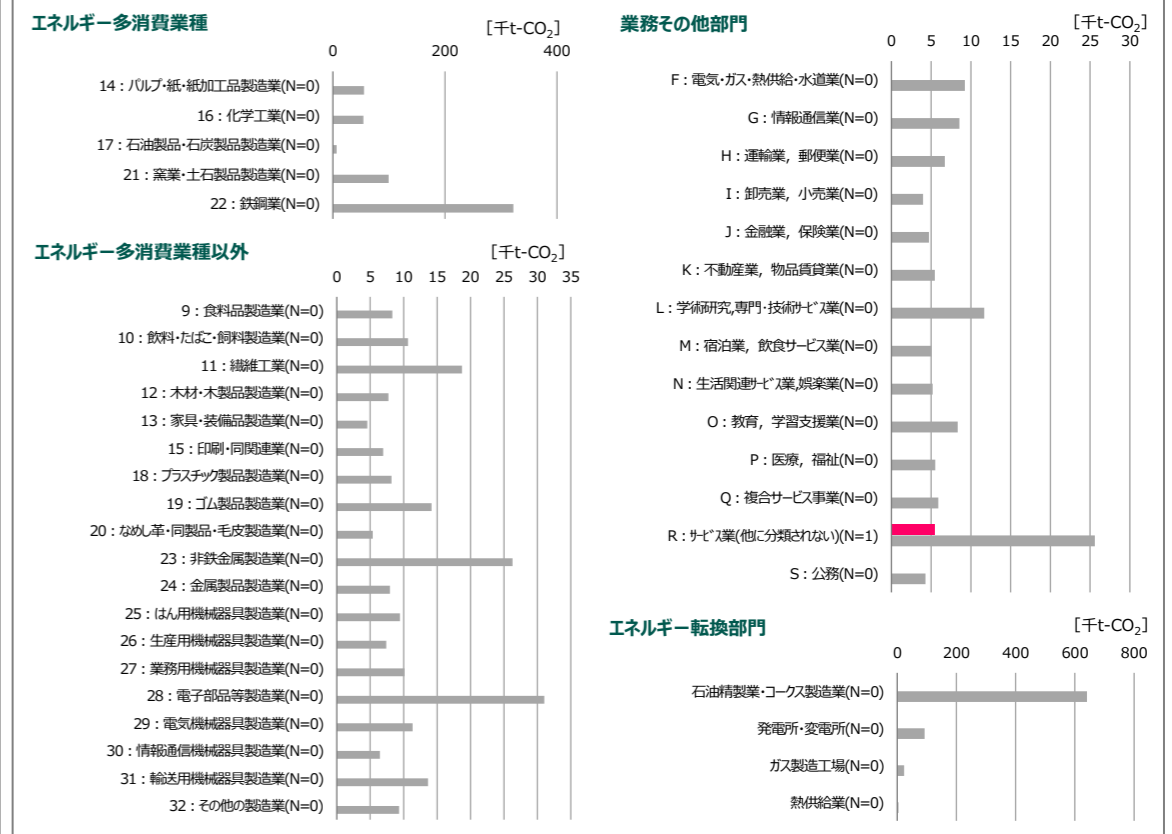 エネルギー多消費業種
[千t-CO2]
0 200 400
14：パルプ・紙・紙加工品製造業(N=0)
16：化学工業(N=0)
17：石油製品・石炭製品製造業(N=0)
21：窯業・土石製品製造業(N=0)
22：鉄鋼業(N=0)
エネルギー多消費業種以外
[千t-CO2]
0 5 10 15 20 25 30 35
9：食料品製造業(N=0)
10：飲料・たばこ・飼料製造業(N=0)
11：繊維工業(N=0)
12：木材・木製品製造業(N=0)
13：家具・装備品製造業(N=0)
15：印刷・同関連業(N=0)
18：プラスチック製品製造業(N=0)
19：ゴム製品製造業(N=0)
20：なめし革・同製品・毛皮製造業(N=0)
23：非鉄金属製造業(N=0)
24：金属製品製造業(N=0)
25：はん用機械器具製造業(N=0)
26：生産用機械器具製造業(N=0)
27：業務用機械器具製造業(N=0)
28：電子部品等製造業(N=0)
29：電気機械器具製造業(N=0)
30：情報通信機械器具製造業(N=0)
31：輸送用機械器具製造業(N=0)
32：その他の製造業(N=0)
業務その他部門
[千t-CO2]
0 5 10 15 20 25 30
F：電気・ガス・熱供給・水道業(N=0)
G：情報通信業(N=0)
H：運輸業，郵便業(N=0)
I：卸売業，小売業(N=0)
J：金融業，保険業(N=0)
K：不動産業，物品賃貸業(N=0)
L：学術研究,専門・技術サービス業(N=0)
M：宿泊業，飲食サービス業(N=0)
N：生活関連サービス業,娯楽業(N=0)
O：教育，学習支援業(N=0)
P：医療，福祉(N=0)
Q：複合サービス事業(N=0)
R：サービス業(他に分類されない)(N=1)
S：公務(N=0)
エネルギー転換部門
[千t-CO2]
0 200 400 600 800
石油精製業・コークス製造業(N=0)
発電所・変電所(N=0)
ガス製造工場(N=0)
熱供給業(N=0)